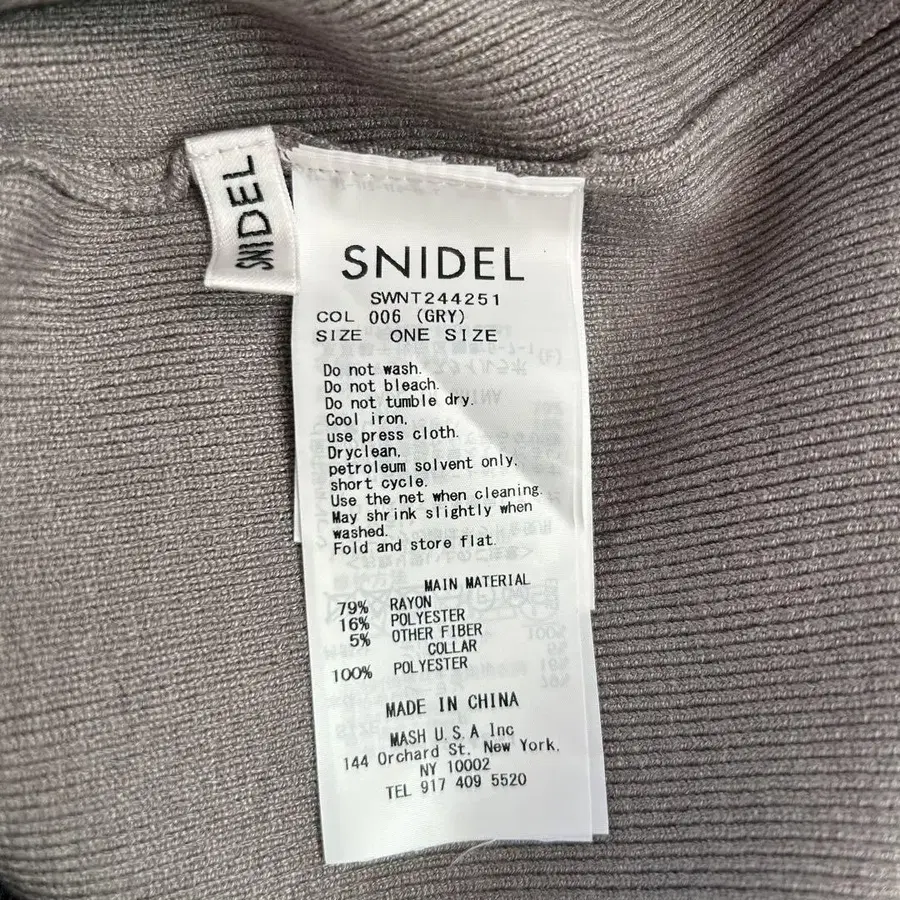 SNIDEL
SNIDEL
SWNT244251
COL 006 (GRY)
SIZE ONE SIZE
Do not wash.
Do not bleach.
Do not tumble dry.
Cool iron,
use press cloth.
Dryclean,
petroleum solvent only,
short cycle.
Use the net when cleaning.
May shrink slightly when
washed.
Fold and store flat.
MAIN MATERIAL
79% RAYON
16% POLYESTER
5% OTHER FIBER
COLLAR
100% POLYESTER
MADE IN CHINA
MASH U.S.A Inc
144 Orchard St. New York,
NY 10002
TEL 917 409 5520